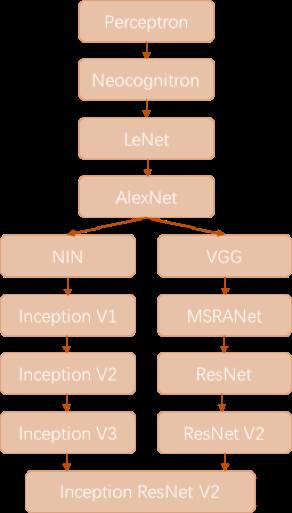 Perceptron
Neocognitron
LeNet
AlexNet
NIN
VGG
Inception V1
MSRANet
Inception V2
ResNet
Inception V3
ResNet V2
Inception ResNet V2